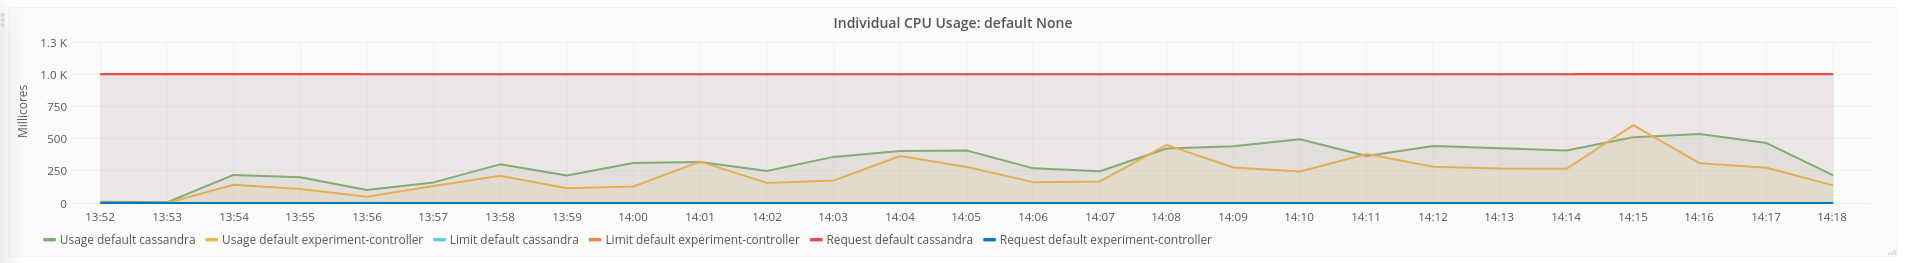 Individual CPU Usage: default None
Millicores
1.3 K
1.0 K
750
500
250
0
13:52 13:53 13:54 13:55 13:56 13:57 13:58 13:59 14:00 14:01 14:02 14:03 14:04 14:05 14:06 14:07 14:08 14:09 14:10 14:11 14:12 14:13 14:14 14:15 14:16 14:17 14:18
Usage default cassandra Usage default experiment-controller Limit default cassandra Limit default experiment-controller Request default cassandra Request default experiment-controller